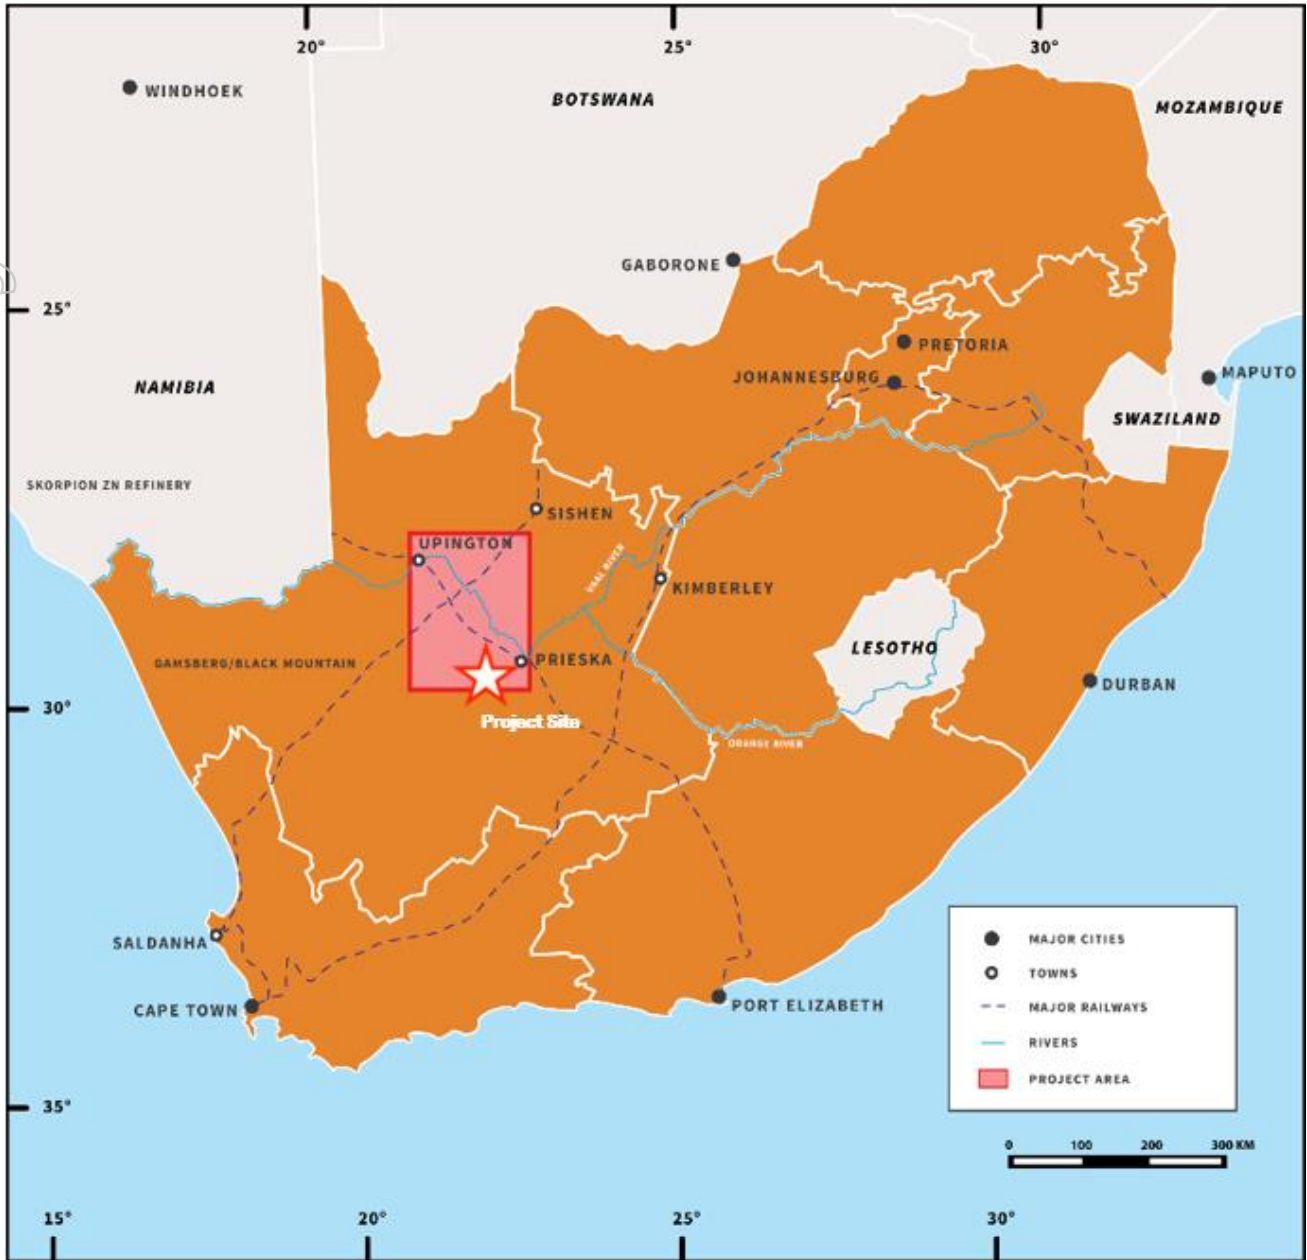 20°
25°
30°
WINDHOEK
BOTSWANA
MOZAMBIQUE
GABORONE
25°
PRETORIA
JOHANNESBURG
MAPUTO
NAMIBIA
SWAZILAND
SKORPION ZN REFINERY
SISHEN
UPINGTON
VAAL RIVER
KIMBERLEY
LESOTHO
GAMSBERG/BLACK MOUNTAIN
PRIESKA
DURBAN
30°
Project Site
ORANGE RIVER
SALDANHA
CAPE TOWN
PORT ELIZABETH
MAJOR CITIES
TOWNS
MAJOR RAILWAYS
RIVERS
PROJECT AREA
35°
0 100 200 300 KM
15° 20° 25° 30°